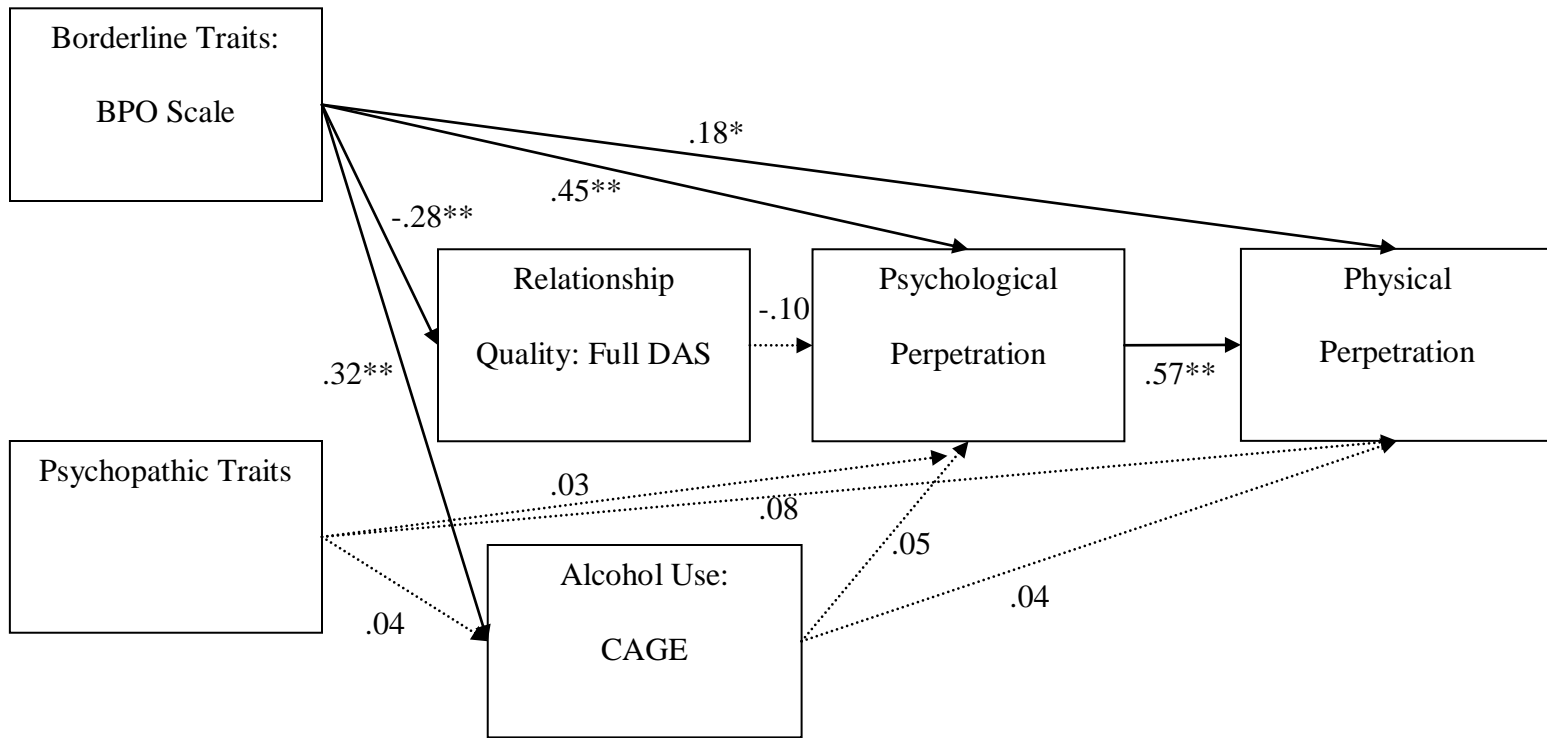 Borderline Traits:
BPO Scale
.18*
.45**
-.28**
Relationship
Quality: Full DAS
-.10
Psychological
Perpetration
.57**
Physical
Perpetration
.32**
Psychopathic Traits
.03
.08
.05
.04
.04
Alcohol Use:
CAGE